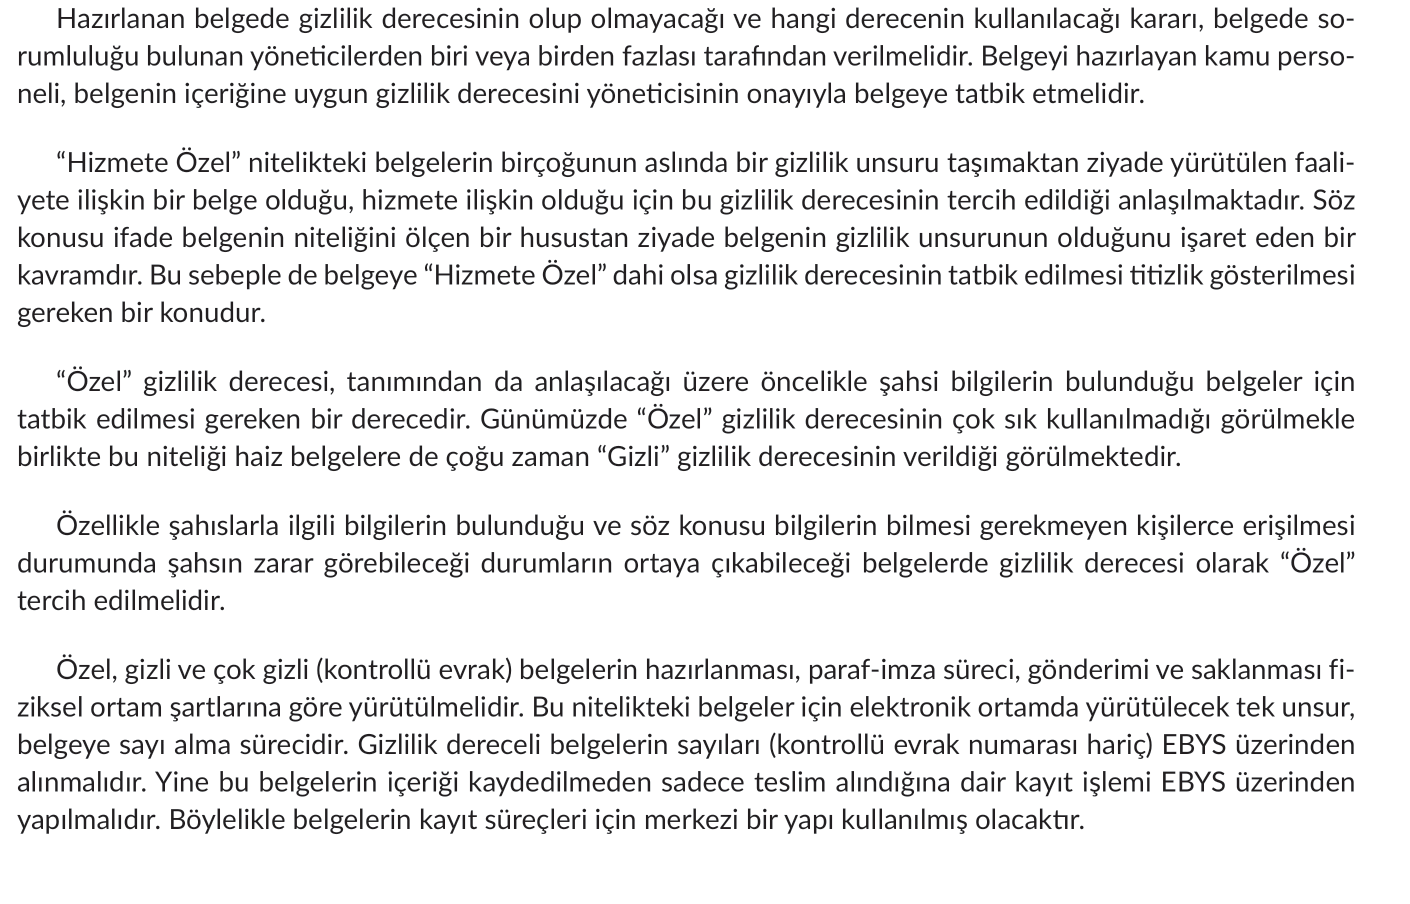 Hazırlanan belgede gizlilik derecesinin olup olmayacağı ve hangi derecenin kullanılacağı kararı, belgede so-
rumluluğu bulunan yöneticilerden biri veya birden fazlası tarafından verilmelidir. Belgeyi hazırlayan kamu perso-
neli, belgenin içeriğine uygun gizlilik derecesini yöneticisinin onayıyla belgeye tatbik etmelidir.
“Hizmete Özel” nitelikteki belgelerin birçoğunun aslında bir gizlilik unsuru taşımaktan ziyade yürütülen faali-
yete ilişkin bir belge olduğu, hizmete ilişkin olduğu için bu gizlilik derecesinin tercih edildiği anlaşılmaktadır. Söz
konusu ifade belgenin niteliğini ölçen bir husustan ziyade belgenin gizlilik unsurunun olduğunu işaret eden bir
kavramdır. Bu sebeple de belgeye “Hizmete Özel” dahi olsa gizlilik derecesinin tatbik edilmesi titizlik gösterilmesi
gereken bir konudur.
“Özel” gizlilik derecesi, tanımından da anlaşılacağı üzere öncelikle şahsi bilgilerin bulunduğu belgeler için
tatbik edilmesi gereken bir derecedir. Günümüzde “Özel” gizlilik derecesinin çok sık kullanılmadığı görülmekle
birlikte bu niteliği haiz belgelere de çoğu zaman “Gizli” gizlilik derecesinin verildiği görülmektedir.
Özellikle şahıslarla ilgili bilgilerin bulunduğu ve söz konusu bilgilerin bilmesi gerekmeyen kişilerce erişilmesi
durumunda şahsın zarar görebileceği durumların ortaya çıkabileceği belgelerde gizlilik derecesi olarak “Özel”
tercih edilmelidir.
Özel, gizli ve çok gizli (kontrollü evrak) belgelerin hazırlanması, paraf-imza süreci, gönderimi ve saklanması fi-
ziksel ortam şartlarına göre yürütülmelidir. Bu nitelikteki belgeler için elektronik ortamda yürütülecek tek unsur,
belgeye sayı alma sürecidir. Gizlilik dereceli belgelerin sayıları (kontrollü evrak numarası hariç) EBYS üzerinden
alınmalıdır. Yine bu belgelerin içeriği kaydedilmeden sadece teslim alındığına dair kayıt işlemi EBYS üzerinden
yapılmalıdır. Böylelikle belgelerin kayıt süreçleri için merkezi bir yapı kullanılmış olacaktır.